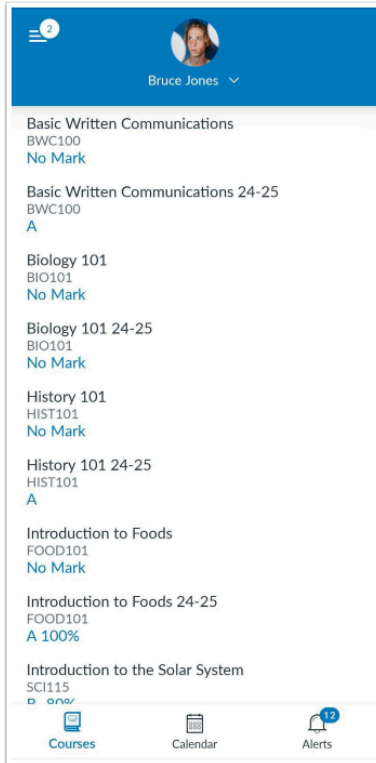 2
Bruce Jones
Basic Written Communications
BWC100
No Mark
Basic Written Communications 24-25
BWC100
A
Biology 101
BIO101
No Mark
Biology 101 24-25
BIO101
No Mark
History 101
HIST101
No Mark
History 101 24-25
HIST101
A
Introduction to Foods
FOOD101
No Mark
Introduction to Foods 24-25
FOOD101
A 100%
Introduction to the Solar System
SCI115
80%
Courses
Calendar
12
Alerts